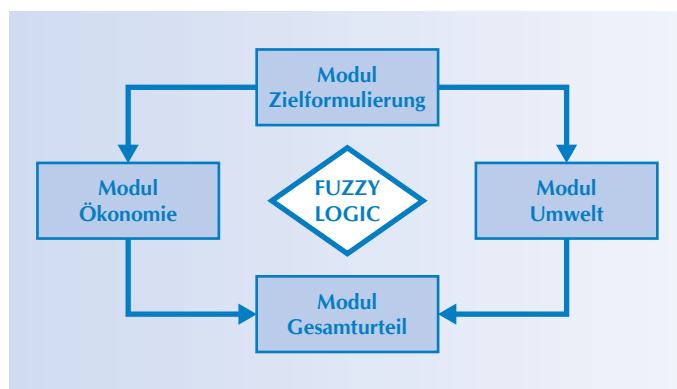 Modul
Zielformulierung
Modul
Ökonomie
FUZZY
LOGIC
Modul
Umwelt
Modul
Gesamturteil